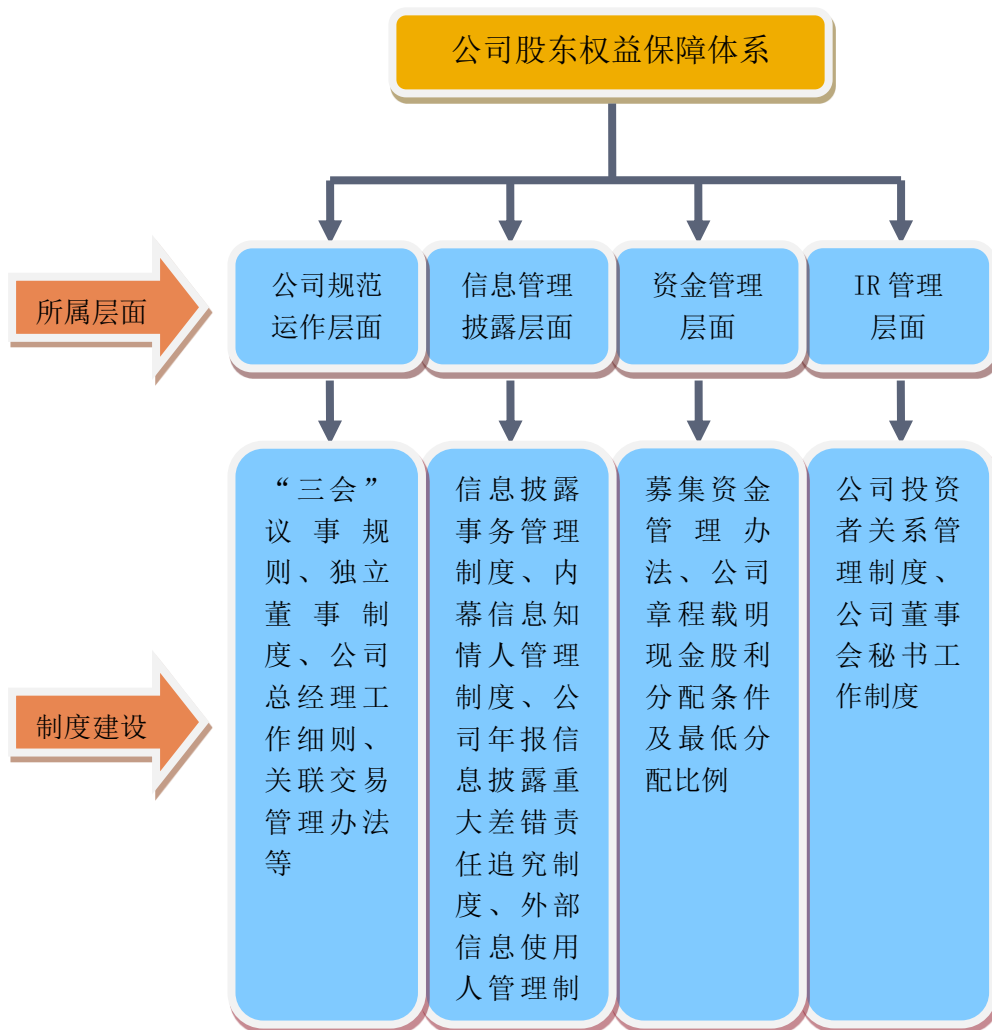 公司股东权益保障体系
所属层面
公司规范
运作层面
信息管理
披露层面
资金管理
层面
IR 管理
层面
制度建设
“三会”
议事规
则、独立
董事制
度、公司
总经理工
作细则、
关联交易
管理办法
等
信息披露
事务管理
制度、内
幕信息知
情人管理
制度、公
司年报信
息披露重
大差错责
任追究制
度、外部
信息使用
人管理制
募集资金
管理办
法、公司
章程载明
现金股利
分配条件
及最低分
配比例
公司投资
者关系管
理制度、
公司董事
会秘书工
作制度